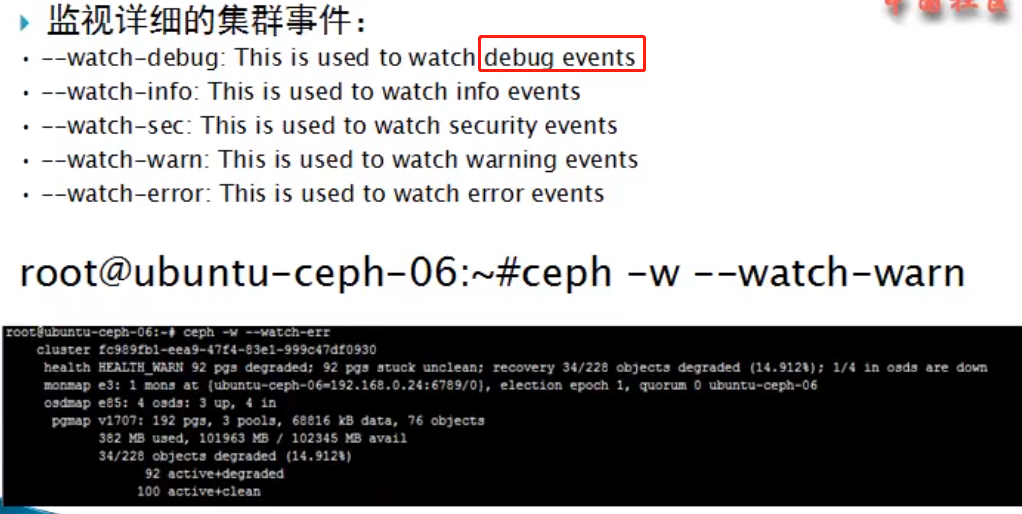 中国社区
监视详细的集群事件：
• --watch-debug: This is used to watch debug events
• --watch-info: This is used to watch info events
• --watch-sec: This is used to watch security events
• --watch-warn: This is used to watch warning events
• --watch-error: This is used to watch error events
root@ubuntu-ceph-06:~#ceph -w --watch-warn
root@ubuntu-ceph-06:~# ceph -w --watch-err
cluster fc989fb1-eea9-47f4-83e1-999c47df0930
health HEALTH_WARN 92 pgs degraded; 92 pgs stuck unclean; recovery 34/228 objects degraded (14.912%); 1/4 in osds are down
monmap e3: 1 mons at {ubuntu-ceph-06=192.168.0.24:6789/0}, election epoch 1, quorum 0 ubuntu-ceph-06
osdmap e85: 4 osds: 3 up, 4 in
pgmap v1707: 192 pgs, 3 pools, 68816 kB data, 76 objects
382 MB used, 101963 MB / 102345 MB avail
34/228 objects degraded (14.912%)
92 active+degraded
100 active+clean